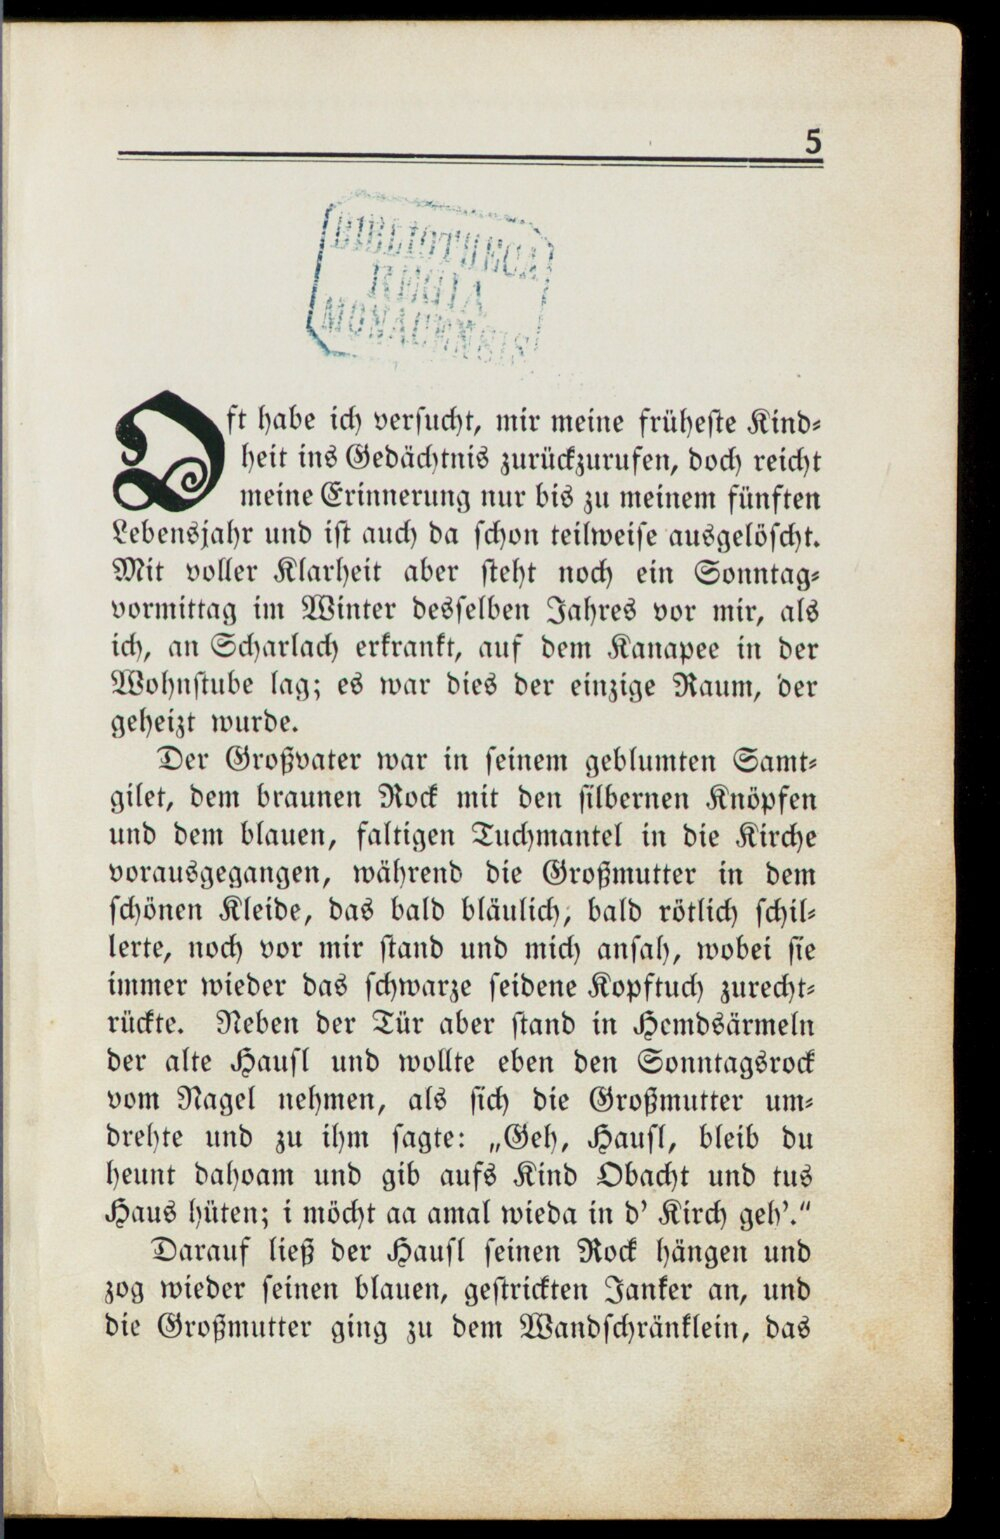 5
BIBLIOTHECA
REGIA
MONACENSIS
Oft habe ich versucht, mir meine früheste Kind-
heit ins Gedächtnis zurückzurufen, doch reicht
meine Erinnerung nur bis zu meinem fünften
Lebensjahr und ist auch da schon teilweise ausgelöscht.
Mit voller Klarheit aber steht noch ein Sonntag-
vormittag im Winter desselben Jahres vor mir, als
ich, an Scharlach erkrankt, auf dem Kanapee in der
Wohnstube lag; es war dies der einzige Raum, der
geheizt wurde.
Der Großvater war in seinem geblumten Samt-
gilet, dem braunen Rock mit den silbernen Knöpfen
und dem blauen, faltigen Tuchmantel in die Kirche
vorausgegangen, während die Großmutter in dem
schönen Kleide, das bald bläulich, bald rötlich schil-
lerte, noch vor mir stand und mich ansah, wobei sie
immer wieder das schwarze seidene Kopftuch zurecht-
rückte. Neben der Tür aber stand in Hemdsärmeln
der alte Hausl und wollte eben den Sonntagsrock
vom Nagel nehmen, als sich die Großmutter um-
drehte und zu ihm sagte: „Geh, Hausl, bleib du
heunt dahoam und gib aufs Kind Obacht und tus
Haus hüten; i möcht aa amal wieda in d' Kirch geh'.“
Darauf ließ der Hausl seinen Rock hängen und
zog wieder seinen blauen, gestrickten Janker an, und
die Großmutter ging zu dem Wandschränklein, das